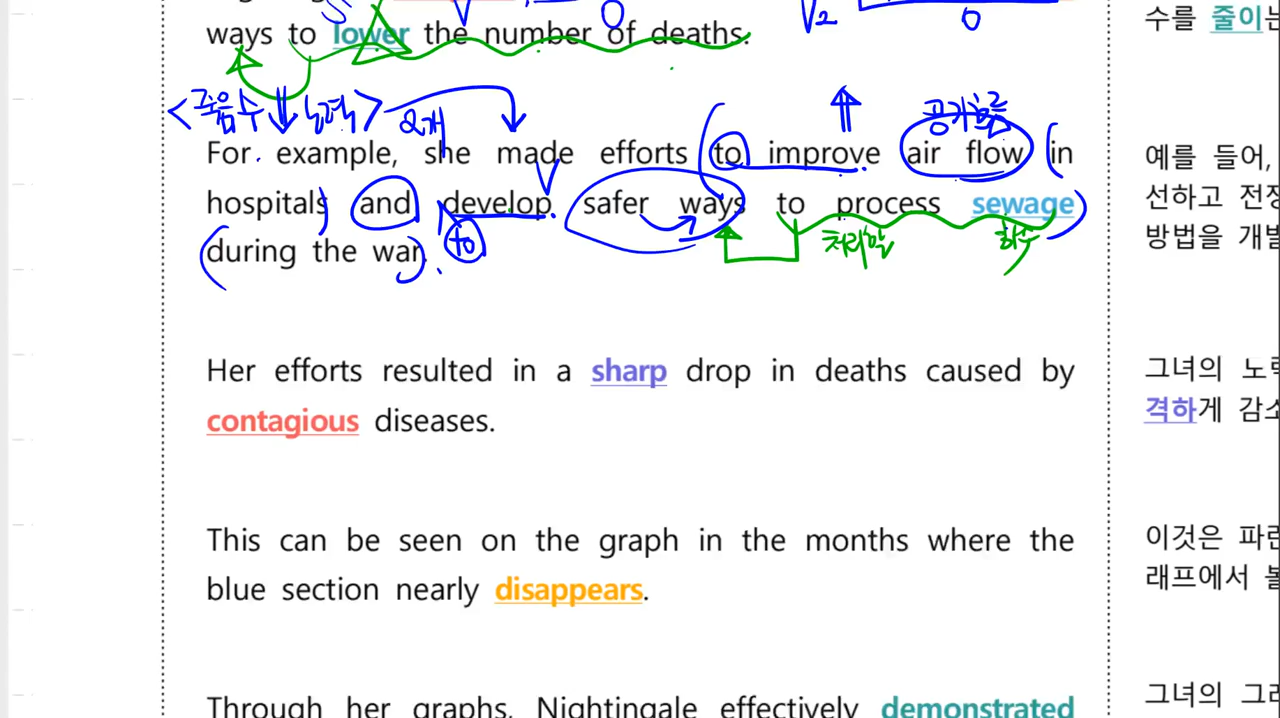 ways to lower the number of deaths.
수를 줄이는
<죽음 수 ↓ 노력> 2개
공기흐름
For example, she made efforts to improve air flow in
예를 들어,
hospitals and develop safer ways to process sewage
선하고 전장
to 처리할 하수
during the war.
방법을 개발
Her efforts resulted in a sharp drop in deaths caused by
그녀의 노력
contagious diseases.
격하게 감소
This can be seen on the graph in the months where the
이것은 파란
blue section nearly disappears.
래프에서 볼
Through her graphs, Nightingale effectively demonstrated
그녀의 그래